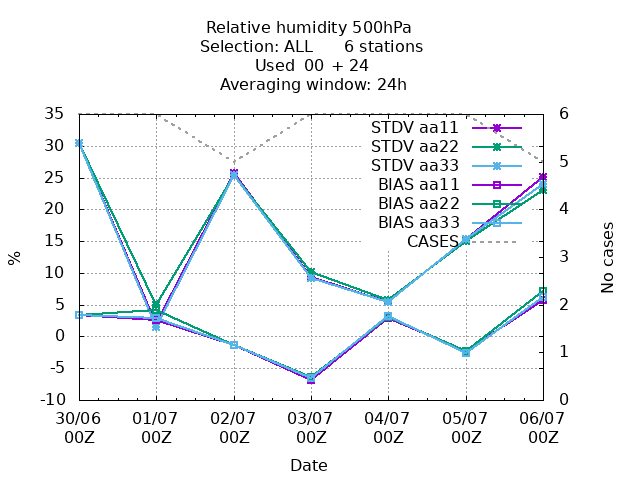 Relative humidity 500hPa
Selection: ALL 6 stations
Used 00 + 24
Averaging window: 24h
35
30
25
20
15
10
5
0
-5
-10
%
6
5
4
3
2
1
0
No cases
STDV aa11
STDV aa22
STDV aa33
BIAS aa11
BIAS aa22
BIAS aa33
CASES
30/06 01/07 02/07 03/07 04/07 05/07 06/07
00Z 00Z 00Z 00Z 00Z 00Z 00Z
Date